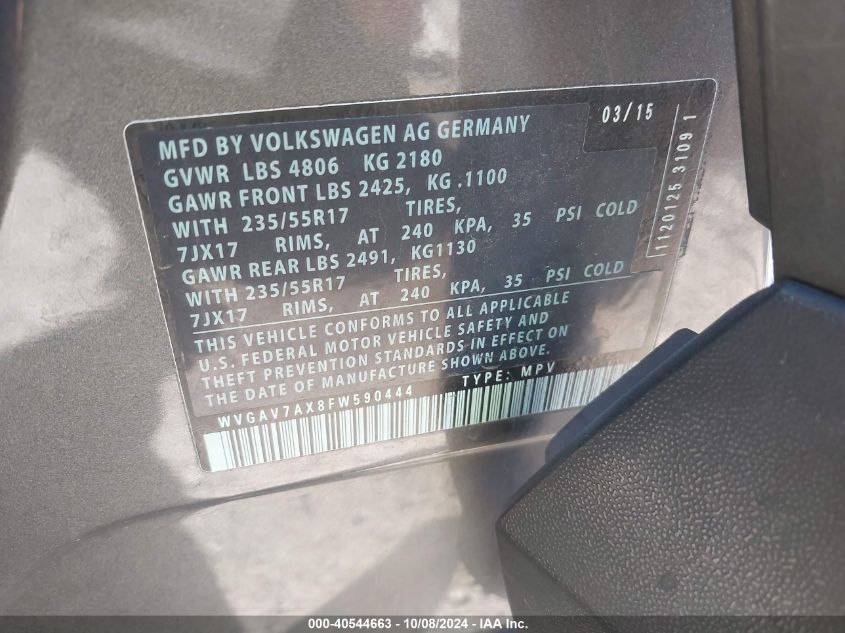 MFD BY VOLKSWAGEN AG GERMANY 03/15
GVWR LBS 4806 KG 2180
GAWR FRONT LBS 2425, KG .1100
WITH 235/55R17 TIRES,
7JX17 RIMS, AT 240 KPA, 35 PSI COLD
GAWR REAR LBS 2491, KG1130
WITH 235/55R17 TIRES,
7JX17 RIMS, AT 240 KPA, 35 PSI COLD
THIS VEHICLE CONFORMS TO ALL APPLICABLE
U.S. FEDERAL MOTOR VEHICLE SAFETY AND
THEFT PREVENTION STANDARDS IN EFFECT ON
THE DATE OF MANUFACTURE SHOWN ABOVE.
WVGAV7AX8FW590444 TYPE: MPV
1120125 3109 1
000-40544663 - 10/08/2024 - IAA Inc.